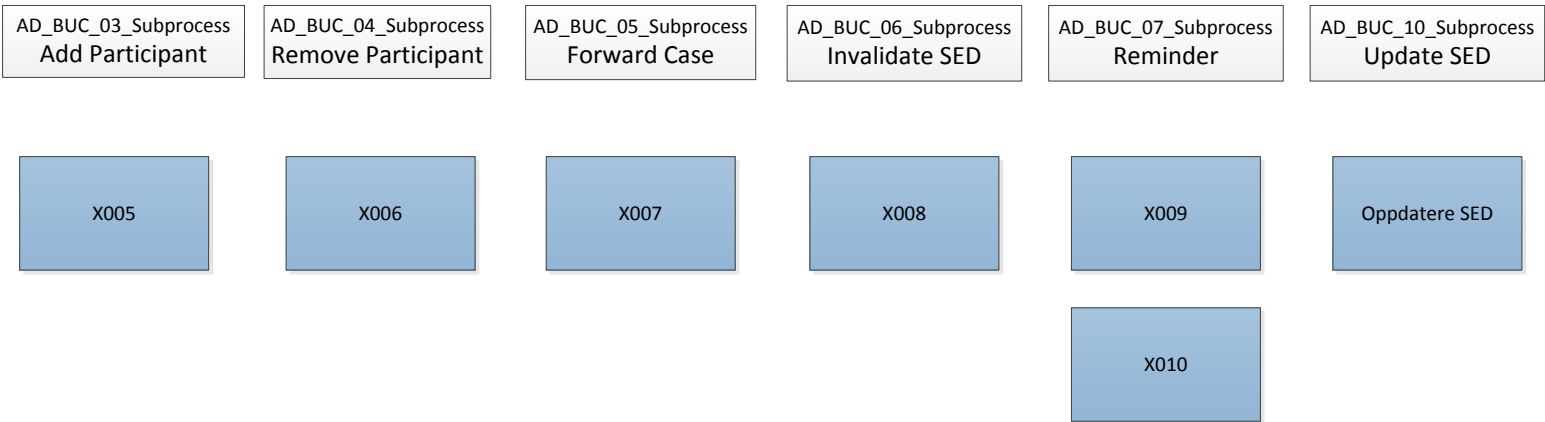 AD_BUC_03_Subprocess
Add Participant
AD_BUC_04_Subprocess
Remove Participant
AD_BUC_05_Subprocess
Forward Case
AD_BUC_06_Subprocess
Invalidate SED
AD_BUC_07_Subprocess
Reminder
AD_BUC_10_Subprocess
Update SED
X005
X006
X007
X008
X009
Oppdatere SED
X010